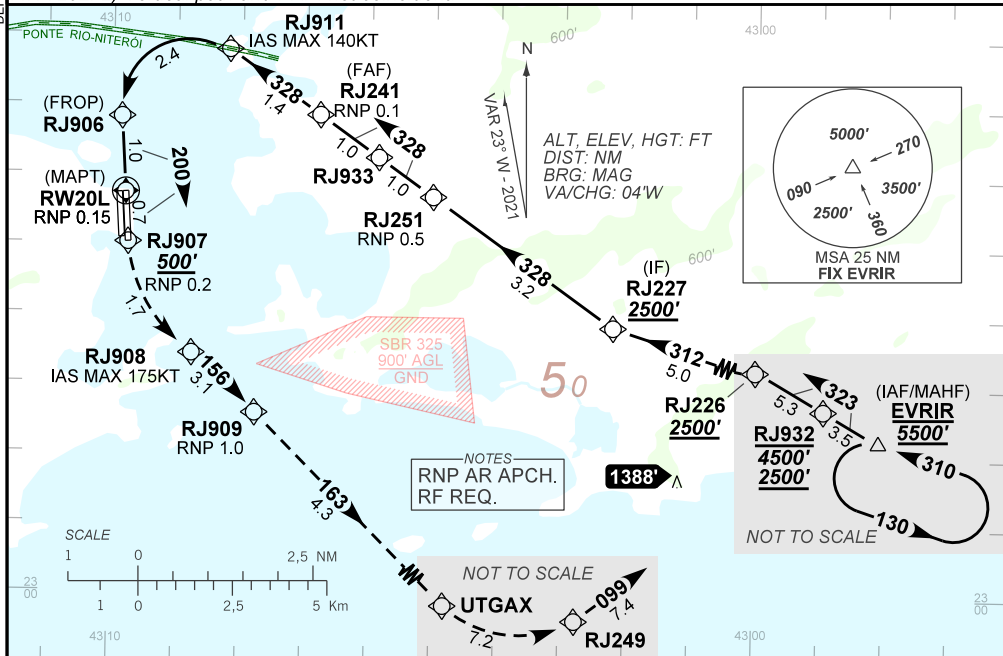 43 10
43 00
PONTE RIO-NITERÓI
RJ911
IAS MAX 140KT
600'
2.4
(FROP)
RJ906
328
1.4
(FAF)
RJ241
RNP 0.1
328
1.0
RJ933
1.0
RJ251
RNP 0.5
N
VAR 23° W - 2021
ALT, ELEV, HGT: FT
DIST: NM
BRG: MAG
VA/CHG: 04'W
5000'
270
090
3500'
2500'
360
MSA 25 NM
FIX EVRIR
1.0
200
(MAPT)
RW20L
RNP 0.15
0.7
RJ907
500'
RNP 0.2
328
3.2
600'
(IF)
RJ227
2500'
1.7
RJ908
IAS MAX 175KT
156
3.1
SBR 325
900' AGL
GND
50
312
5.0
RJ226
2500'
5.3
323
(IAF/MAHF)
EVRIR
5500'
RJ932
4500'
2500'
3.5
310
130
NOT TO SCALE
RJ909
RNP 1.0
NOTES
RNP AR APCH.
RF REQ.
1388'
163
4.3
SCALE
1 0 2,5 NM
1 0 2,5 5 Km
NOT TO SCALE
UTGAX
099
7.4
7.2
RJ249
23
00
23
00
43 10
43 00